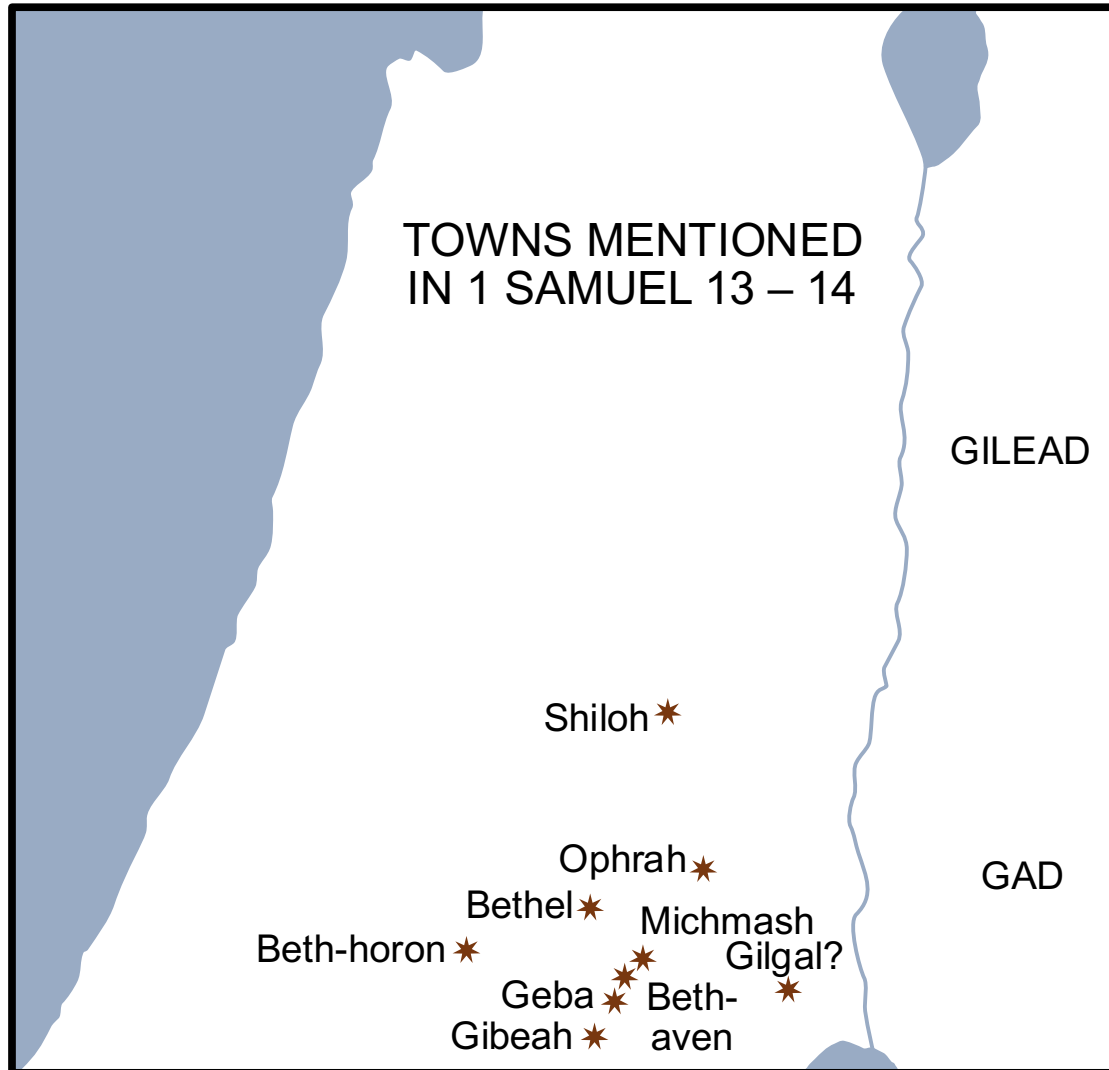 TOWNS MENTIONED
IN 1 SAMUEL 13 – 14
GILEAD
Shiloh
Ophrah
GAD
Bethel
Michmash
Beth-horon
Gilgal?
Geba
Beth-
aven
Gibeah